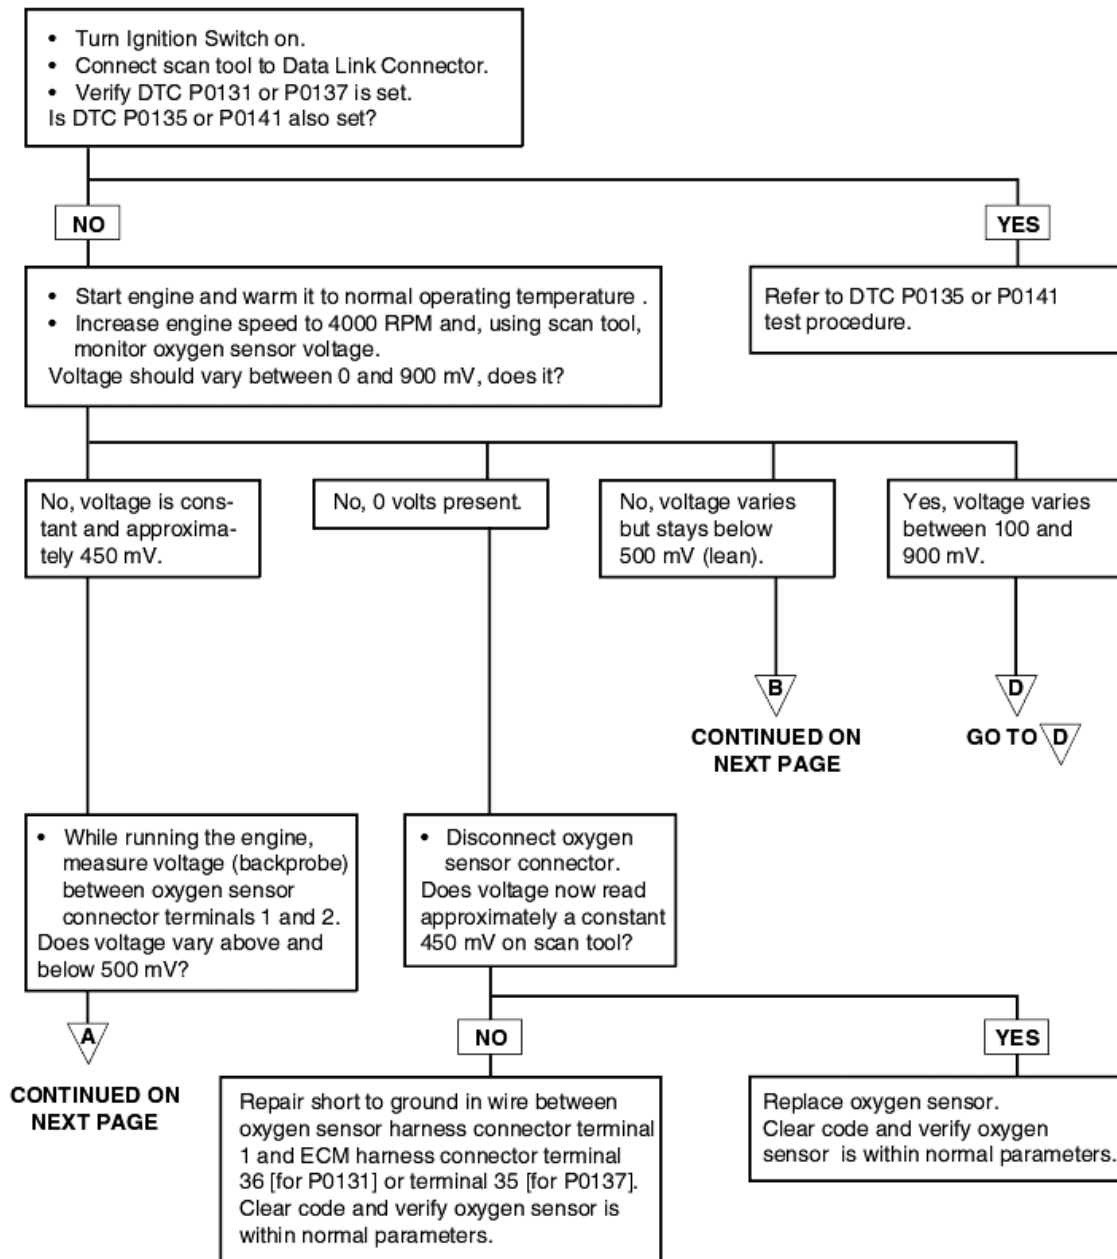 • Turn Ignition Switch on.
• Connect scan tool to Data Link Connector.
• Verify DTC P0131 or P0137 is set.
Is DTC P0135 or P0141 also set?
NO
YES
• Start engine and warm it to normal operating temperature .
• Increase engine speed to 4000 RPM and, using scan tool,
monitor oxygen sensor voltage.
Voltage should vary between 0 and 900 mV, does it?
Refer to DTC P0135 or P0141
test procedure.
No, voltage is cons-
tant and approxima-
tely 450 mV.
No, 0 volts present.
No, voltage varies
but stays below
500 mV (lean).
Yes, voltage varies
between 100 and
900 mV.
B
CONTINUED ON
NEXT PAGE
D
GO TO D
• While running the engine,
measure voltage (backprobe)
between oxygen sensor
connector terminals 1 and 2.
Does voltage vary above and
below 500 mV?
A
CONTINUED ON
NEXT PAGE
• Disconnect oxygen
sensor connector.
Does voltage now read
approximately a constant
450 mV on scan tool?
NO
YES
Repair short to ground in wire between
oxygen sensor harness connector terminal
1 and ECM harness connector terminal
36 [for P0131] or terminal 35 [for P0137].
Clear code and verify oxygen sensor is
within normal parameters.
Replace oxygen sensor.
Clear code and verify oxygen
sensor is within normal parameters.